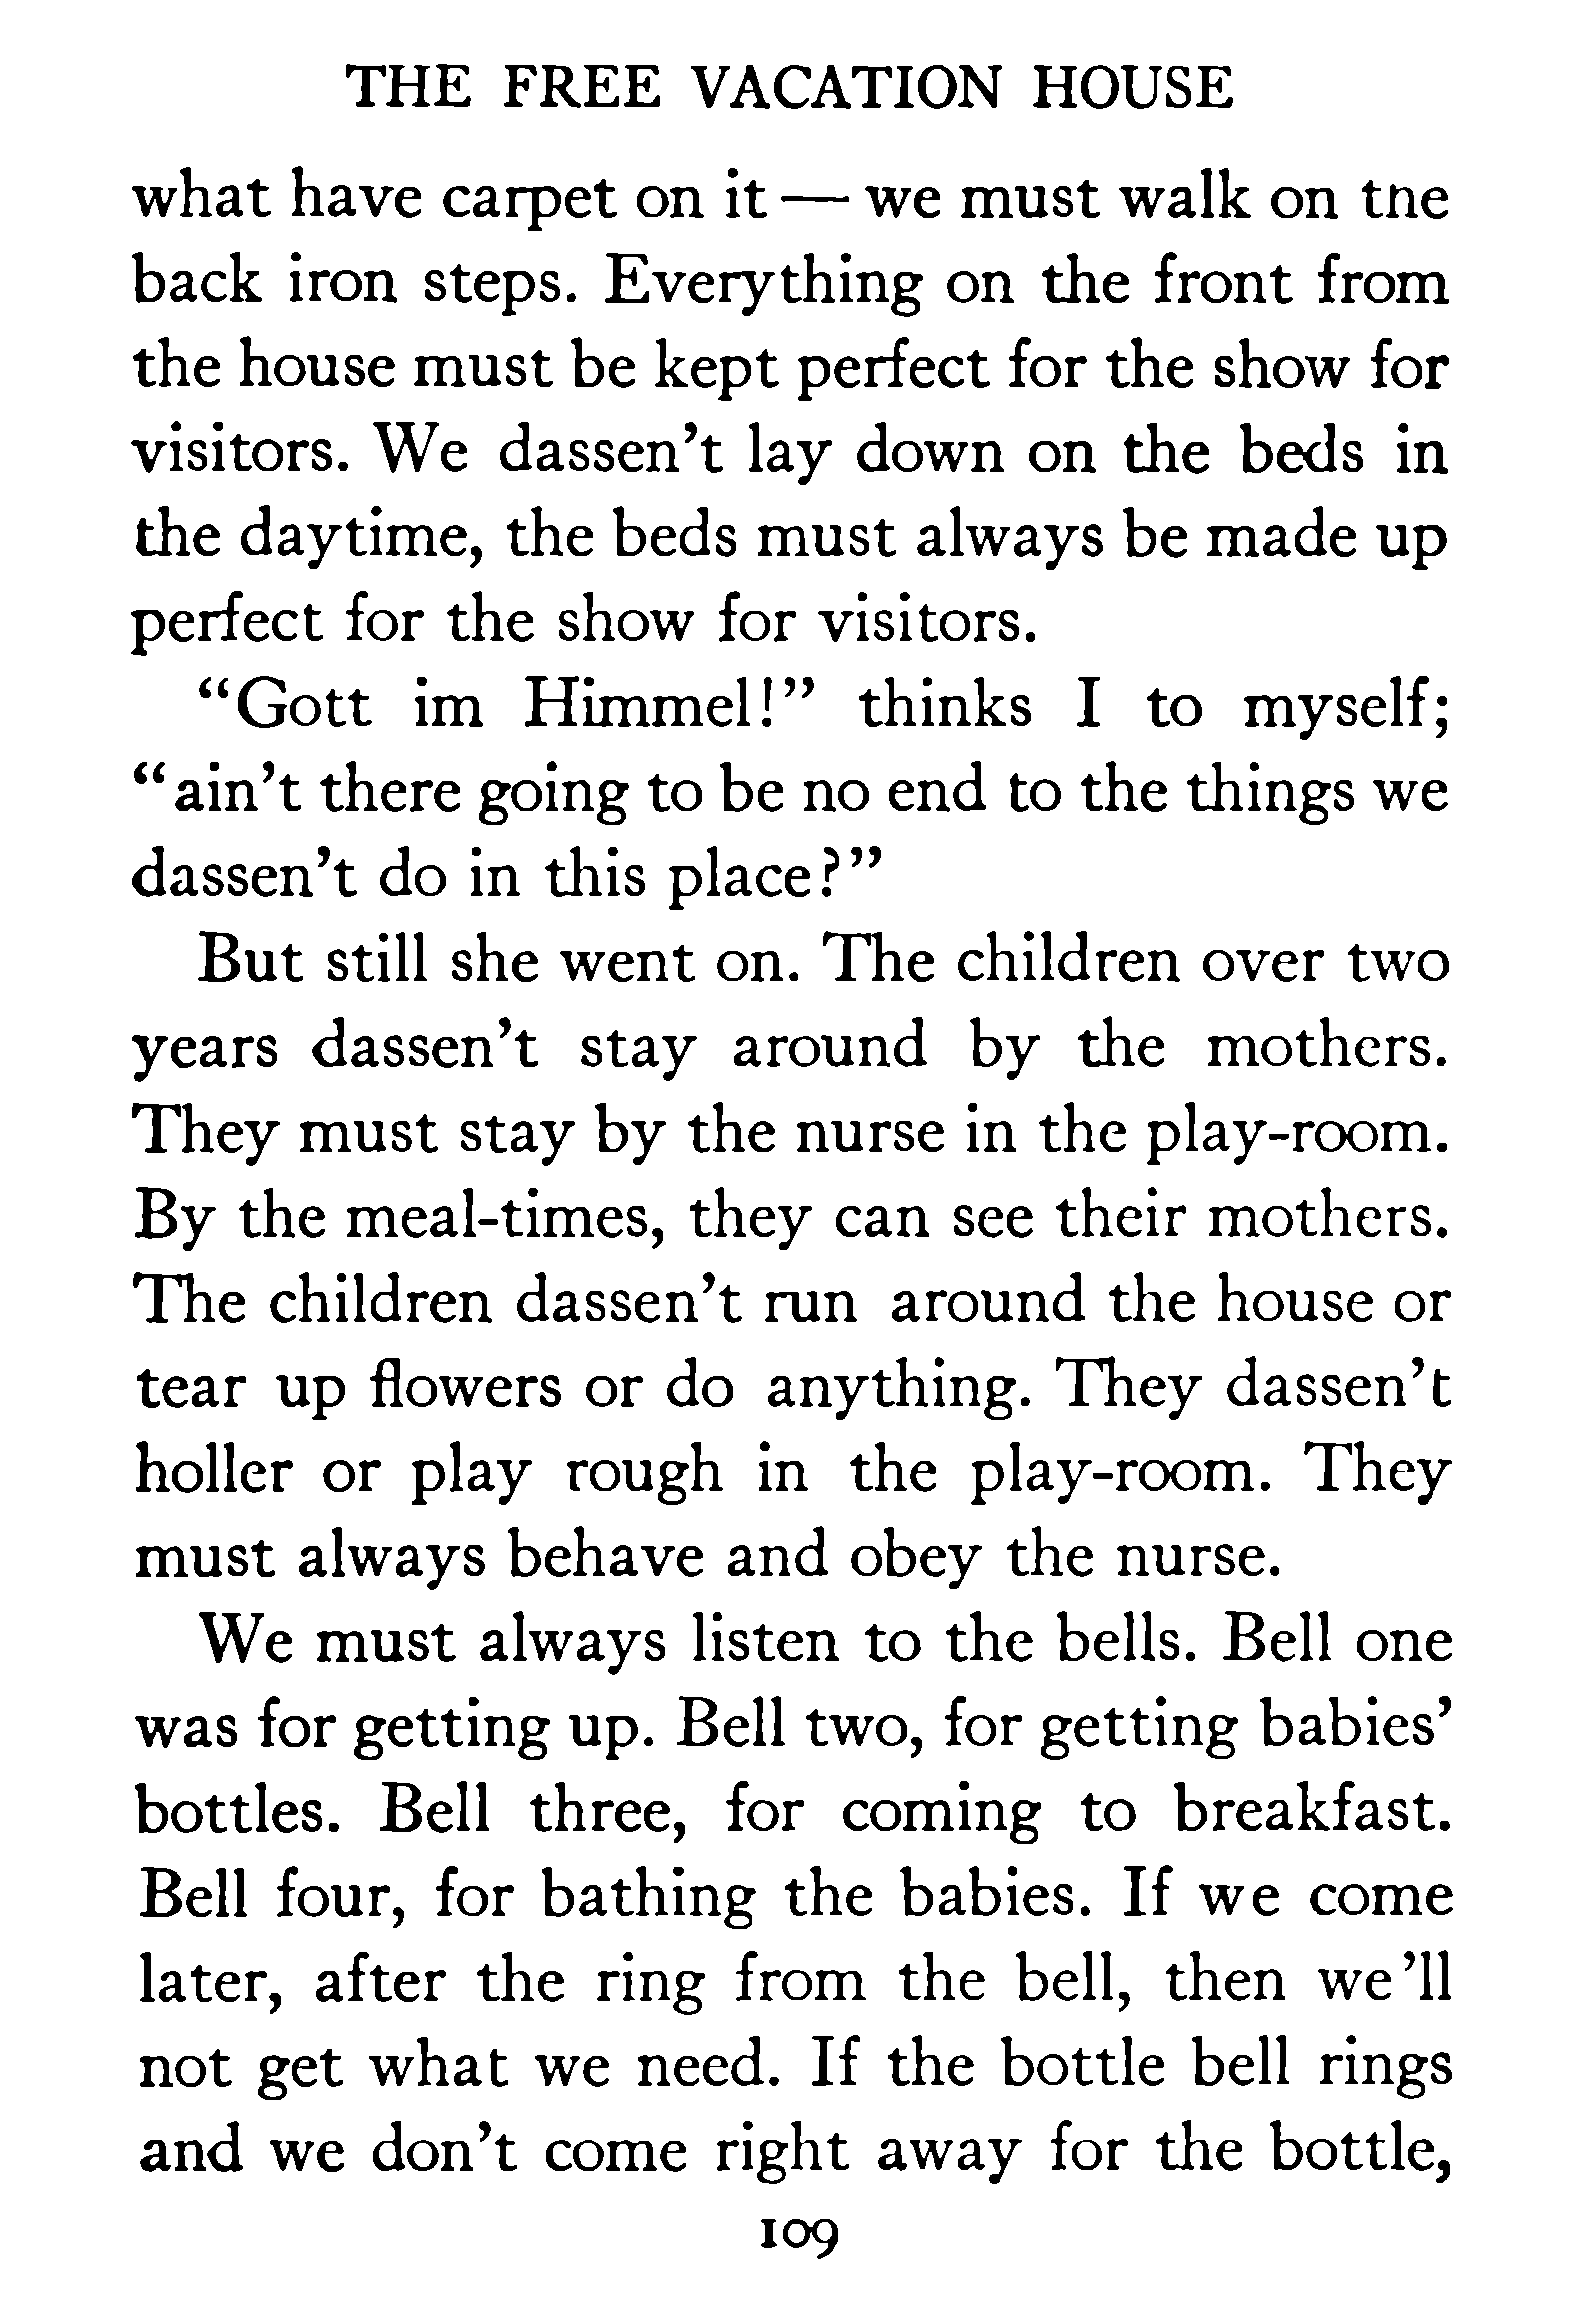 THE FREE VACATION HOUSE
what have carpet on it — we must walk on the
back iron steps. Everything on the front from
the house must be kept perfect for the show for
visitors. We dassen't lay down on the beds in
the daytime, the beds must always be made up
perfect for the show for visitors.
"Gott im Himmel!" thinks I to myself;
"ain't there going to be no end to the things we
dassen't do in this place?"
But still she went on. The children over two
years dassen't stay around by the mothers.
They must stay by the nurse in the play-room.
By the meal-times, they can see their mothers.
The children dassen't run around the house or
tear up flowers or do anything. They dassen't
holler or play rough in the play-room. They
must always behave and obey the nurse.
We must always listen to the bells. Bell one
was for getting up. Bell two, for getting babies'
bottles. Bell three, for coming to breakfast.
Bell four, for bathing the babies. If we come
later, after the ring from the bell, then we'll
not get what we need. If the bottle bell rings
and we don't come right away for the bottle,
109